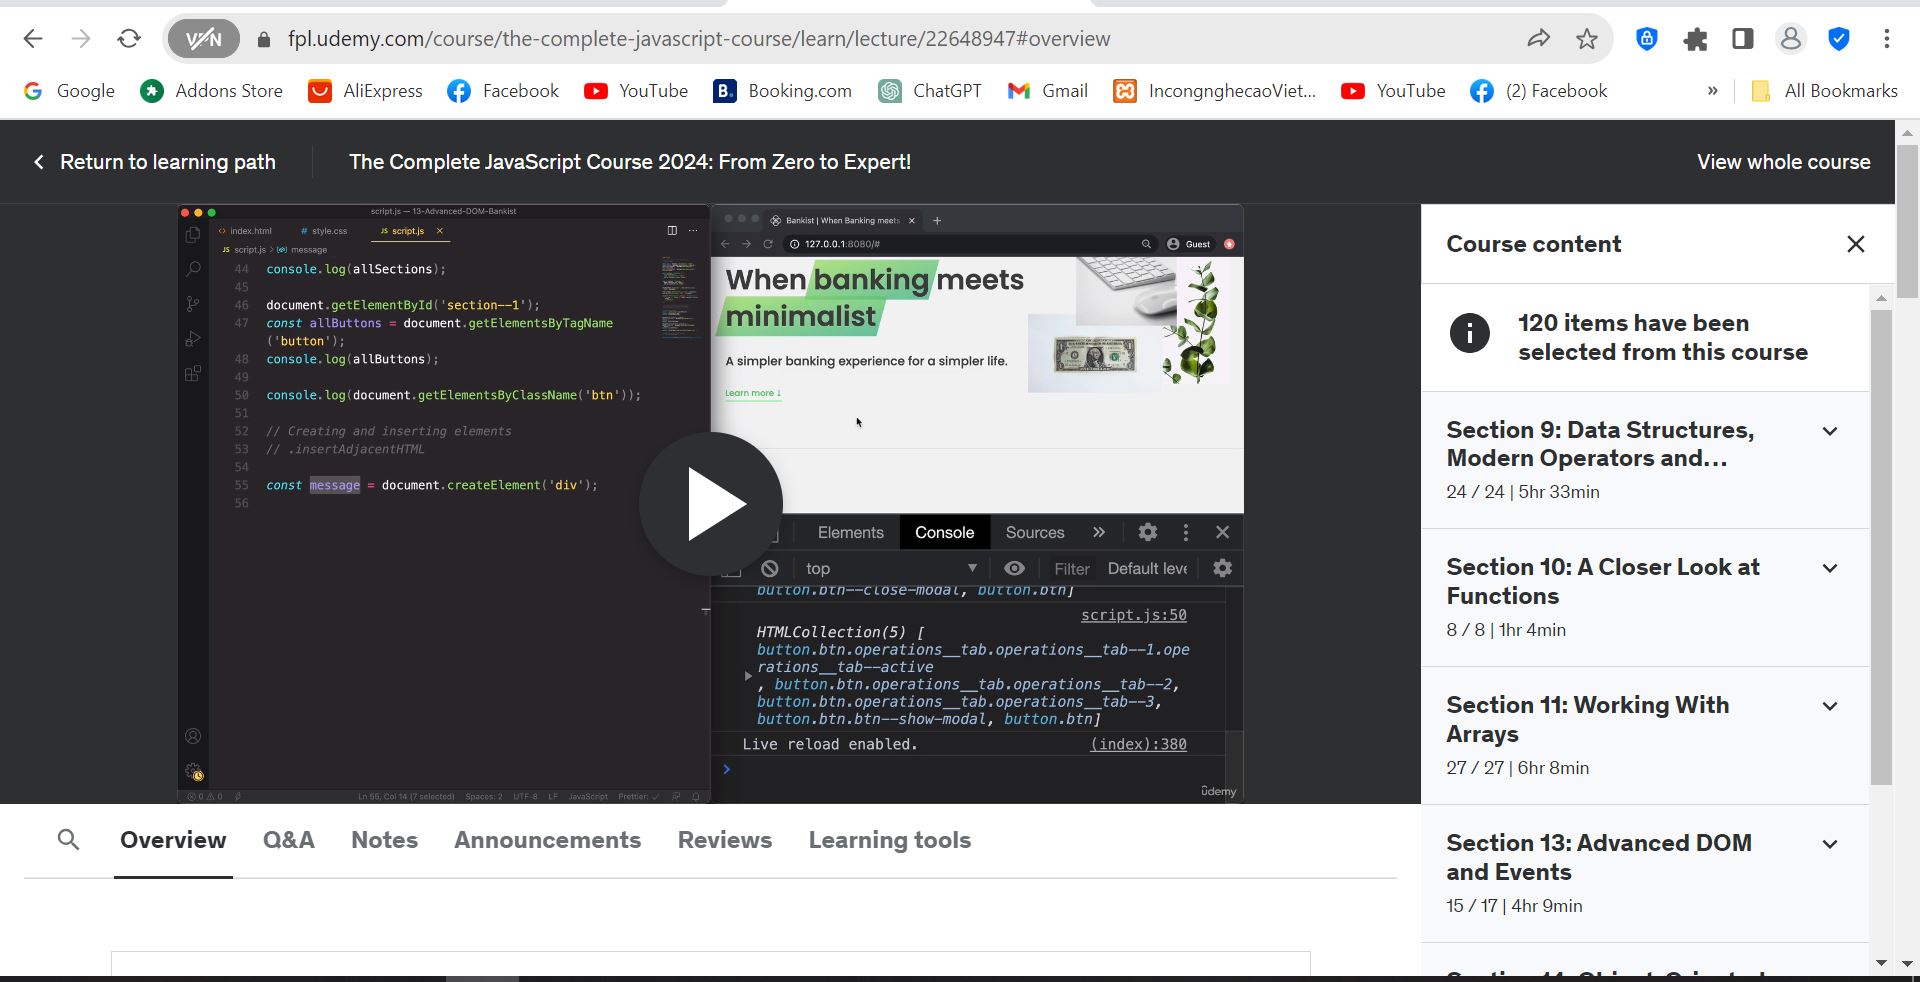 VPN
fpl.udemy.com/course/the-complete-javascript-course/learn/lecture/22648947#overview
Google Addons Store AliExpress Facebook YouTube B. Booking.com ChatGPT Gmail IncongnghecaoViet... YouTube (2) Facebook » All Bookmarks
Return to learning path The Complete JavaScript Course 2024: From Zero to Expert! View whole course
script.js — 13-Advanced-DOM-Bankist
index.html # style.css JS script.js
JS script.js > message
44 console.log(allSections);
45
46 document.getElementById('section--1');
47 const allButtons = document.getElementsByTagName
('button');
48 console.log(allButtons);
49
50 console.log(document.getElementsByClassName('btn'));
51
52 // Creating and inserting elements
53 // .insertAdjacentHTML
54
55 const message = document.createElement('div');
56
Ln 55, Col 14 (7 selected) Spaces: 2 UTF-8 LF JavaScript Prettier: ✓
Bankist | When Banking meets
127.0.0.1:8080/# Guest
When banking meets
minimalist
A simpler banking experience for a simpler life.
Learn more ↓
Elements Console Sources »
top Filter Default leve
button.btn--close-modal, button.btn]
script.js:50
HTMLCollection(5) [
button.btn.operations__tab.operations__tab--1.ope
rations__tab--active
, button.btn.operations__tab.operations__tab--2,
button.btn.operations__tab.operations__tab--3,
button.btn.btn--show-modal, button.btn]
Live reload enabled. (index):380
udemy
Course content
120 items have been
selected from this course
Section 9: Data Structures,
Modern Operators and...
24 / 24 | 5hr 33min
Section 10: A Closer Look at
Functions
8 / 8 | 1hr 4min
Section 11: Working With
Arrays
27 / 27 | 6hr 8min
Section 13: Advanced DOM
and Events
15 / 17 | 4hr 9min
Overview Q&A Notes Announcements Reviews Learning tools